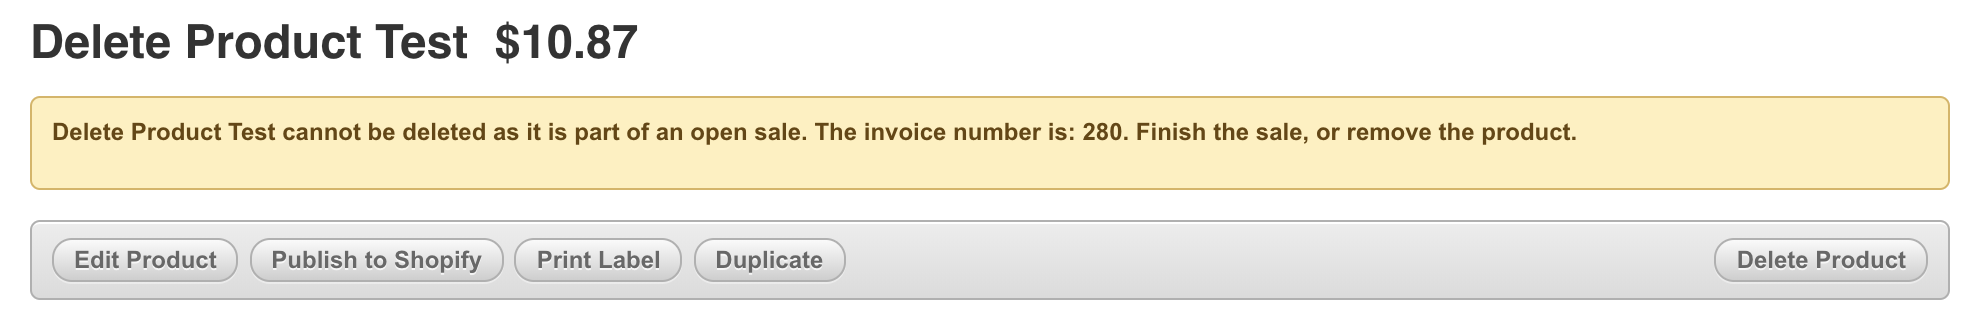 Delete Product Test $10.87
Delete Product Test cannot be deleted as it is part of an open sale. The invoice number is: 280. Finish the sale, or remove the product.
Edit Product Publish to Shopify Print Label Duplicate Delete Product